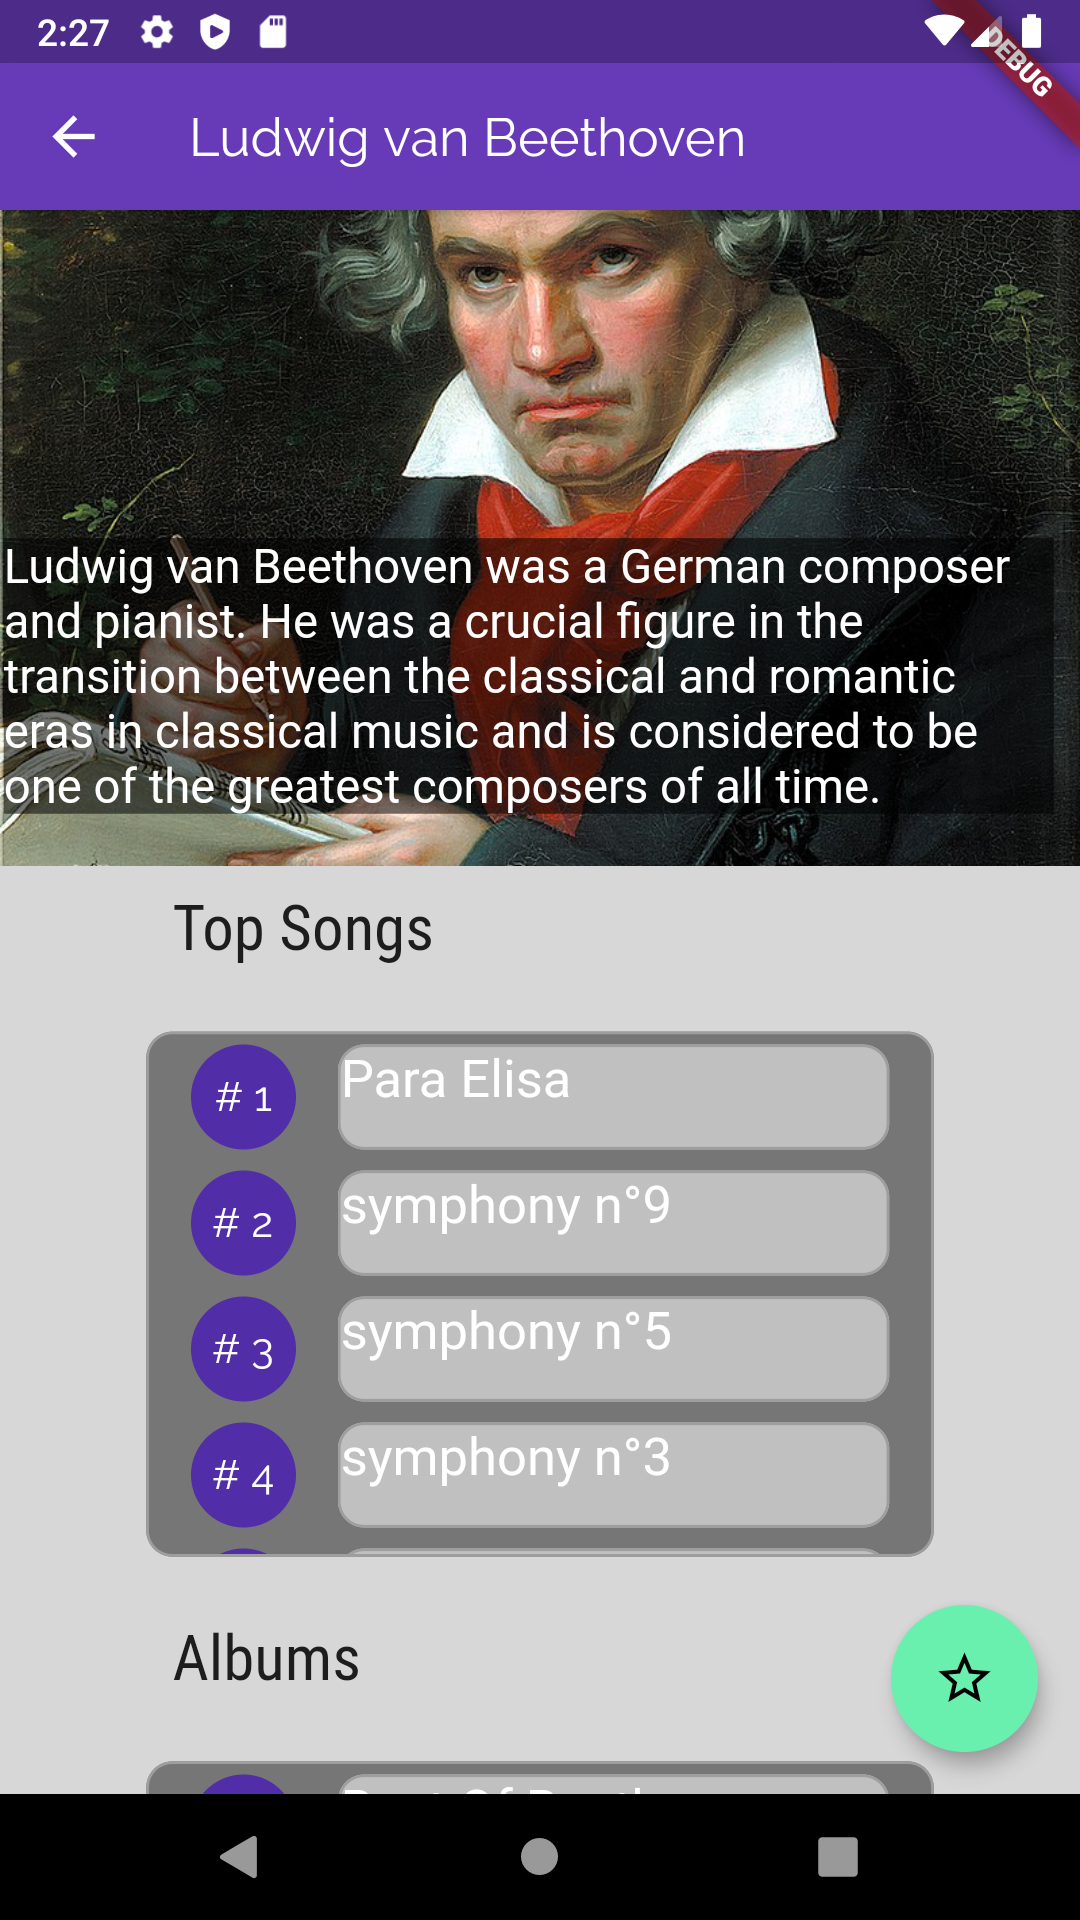 2:27
DEBUG
Ludwig van Beethoven
Ludwig van Beethoven was a German composer
and pianist. He was a crucial figure in the
transition between the classical and romantic
eras in classical music and is considered to be
one of the greatest composers of all time.
Top Songs
# 1 Para Elisa
# 2 symphony n°9
# 3 symphony n°5
# 4 symphony n°3
Albums